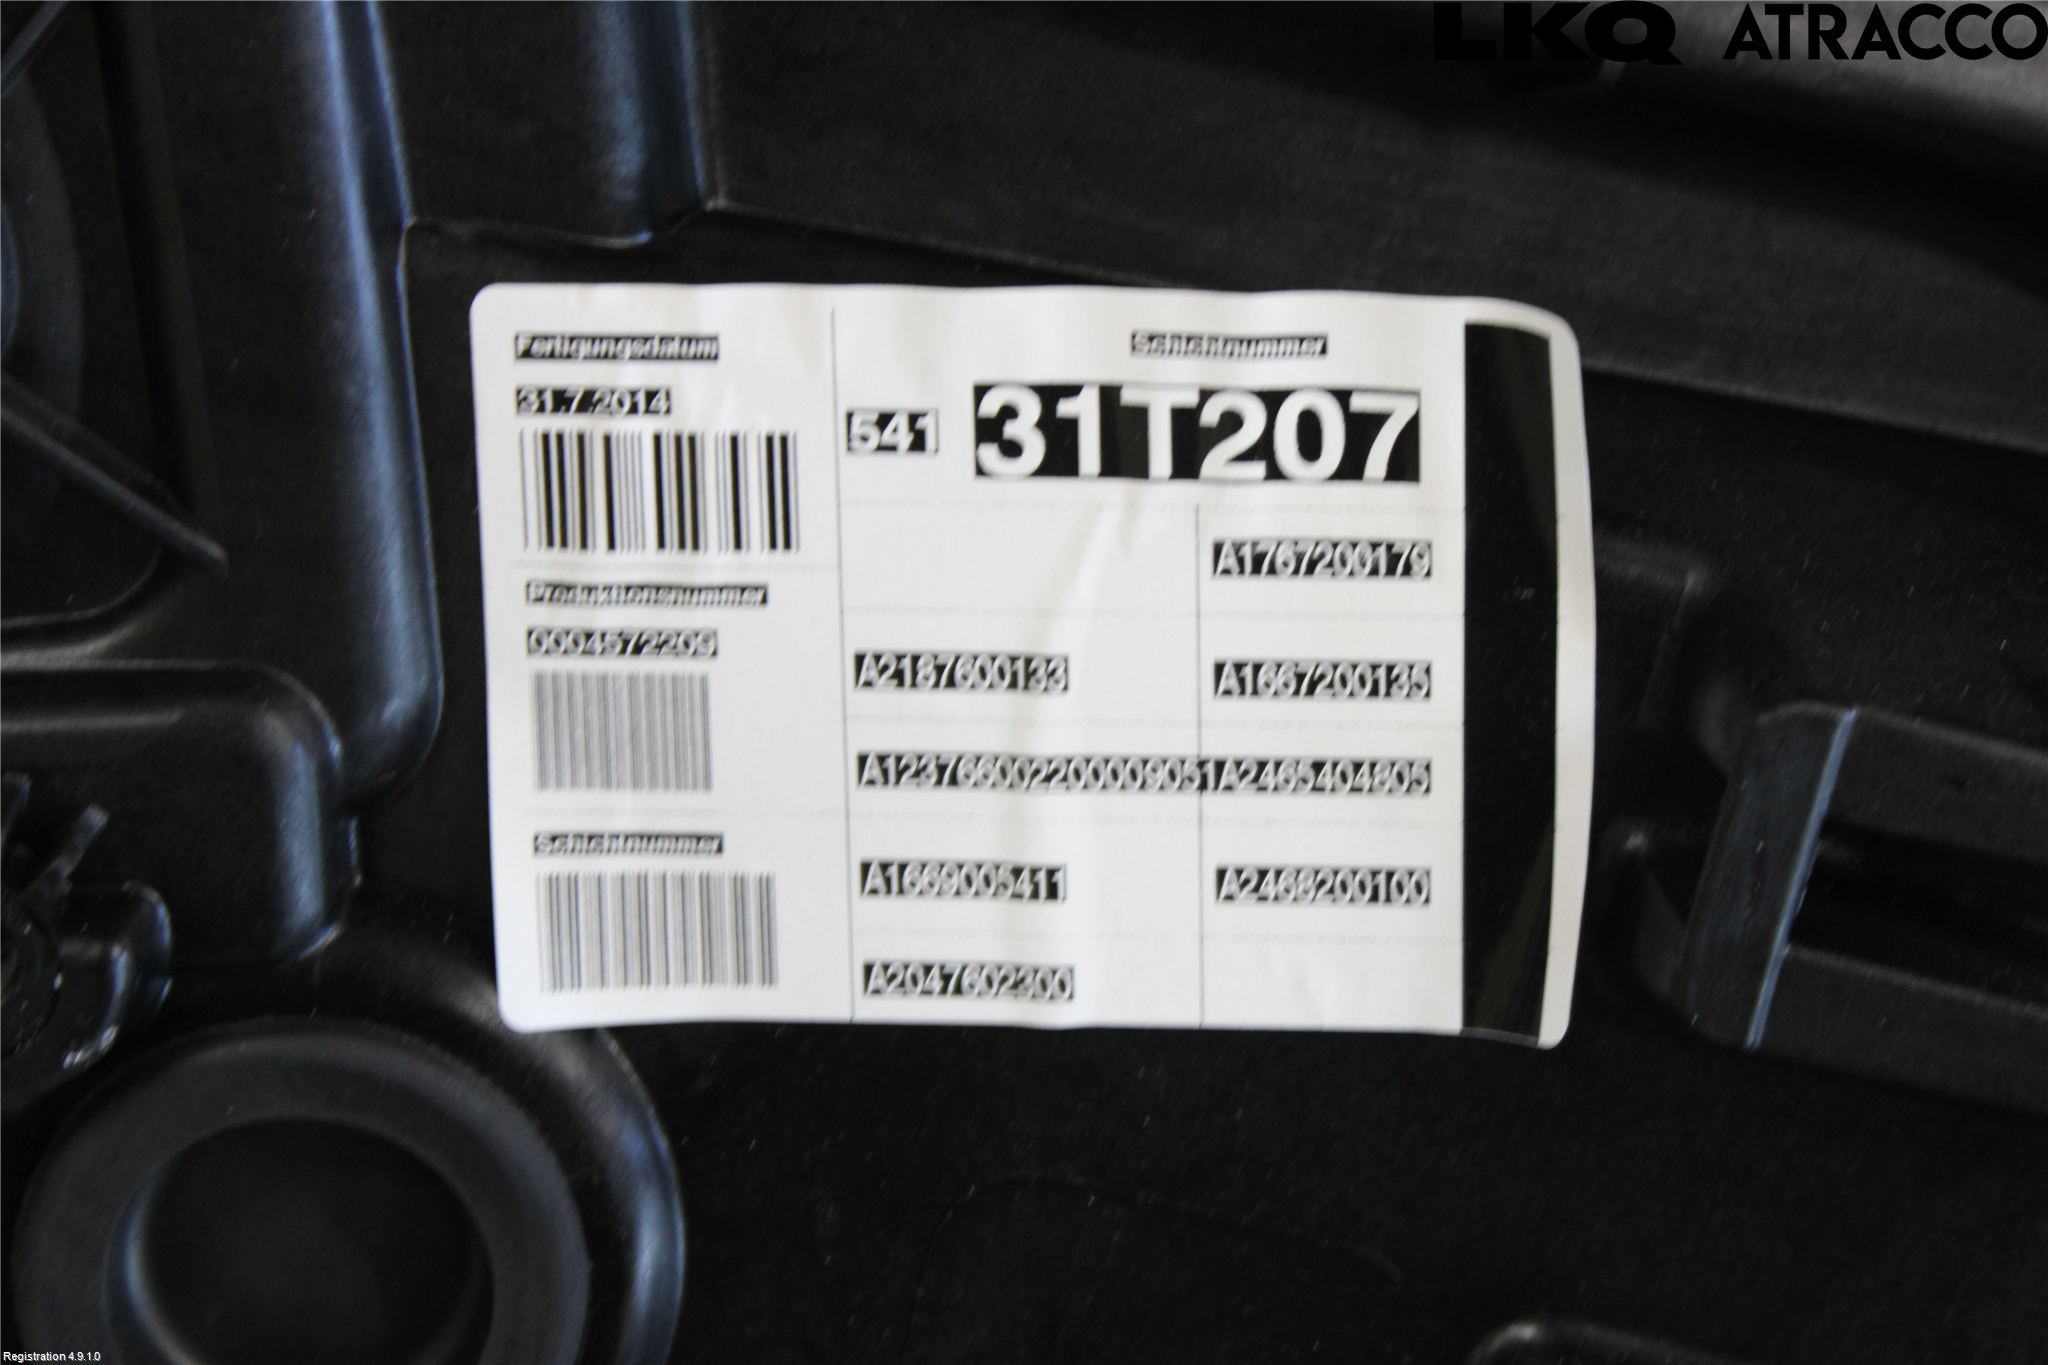 LKQ ATRACCO
Fertigungsdatum
31.7.2014
Schichtnummer
541 31T207
Produktionsnummer
0004572209
Schichtnummer
A2187600133
A12376600220009051
A1669005411
A2047602300
A1767200179
A1667200135
A2465404805
A2468200100
Registration 4.9.1.0